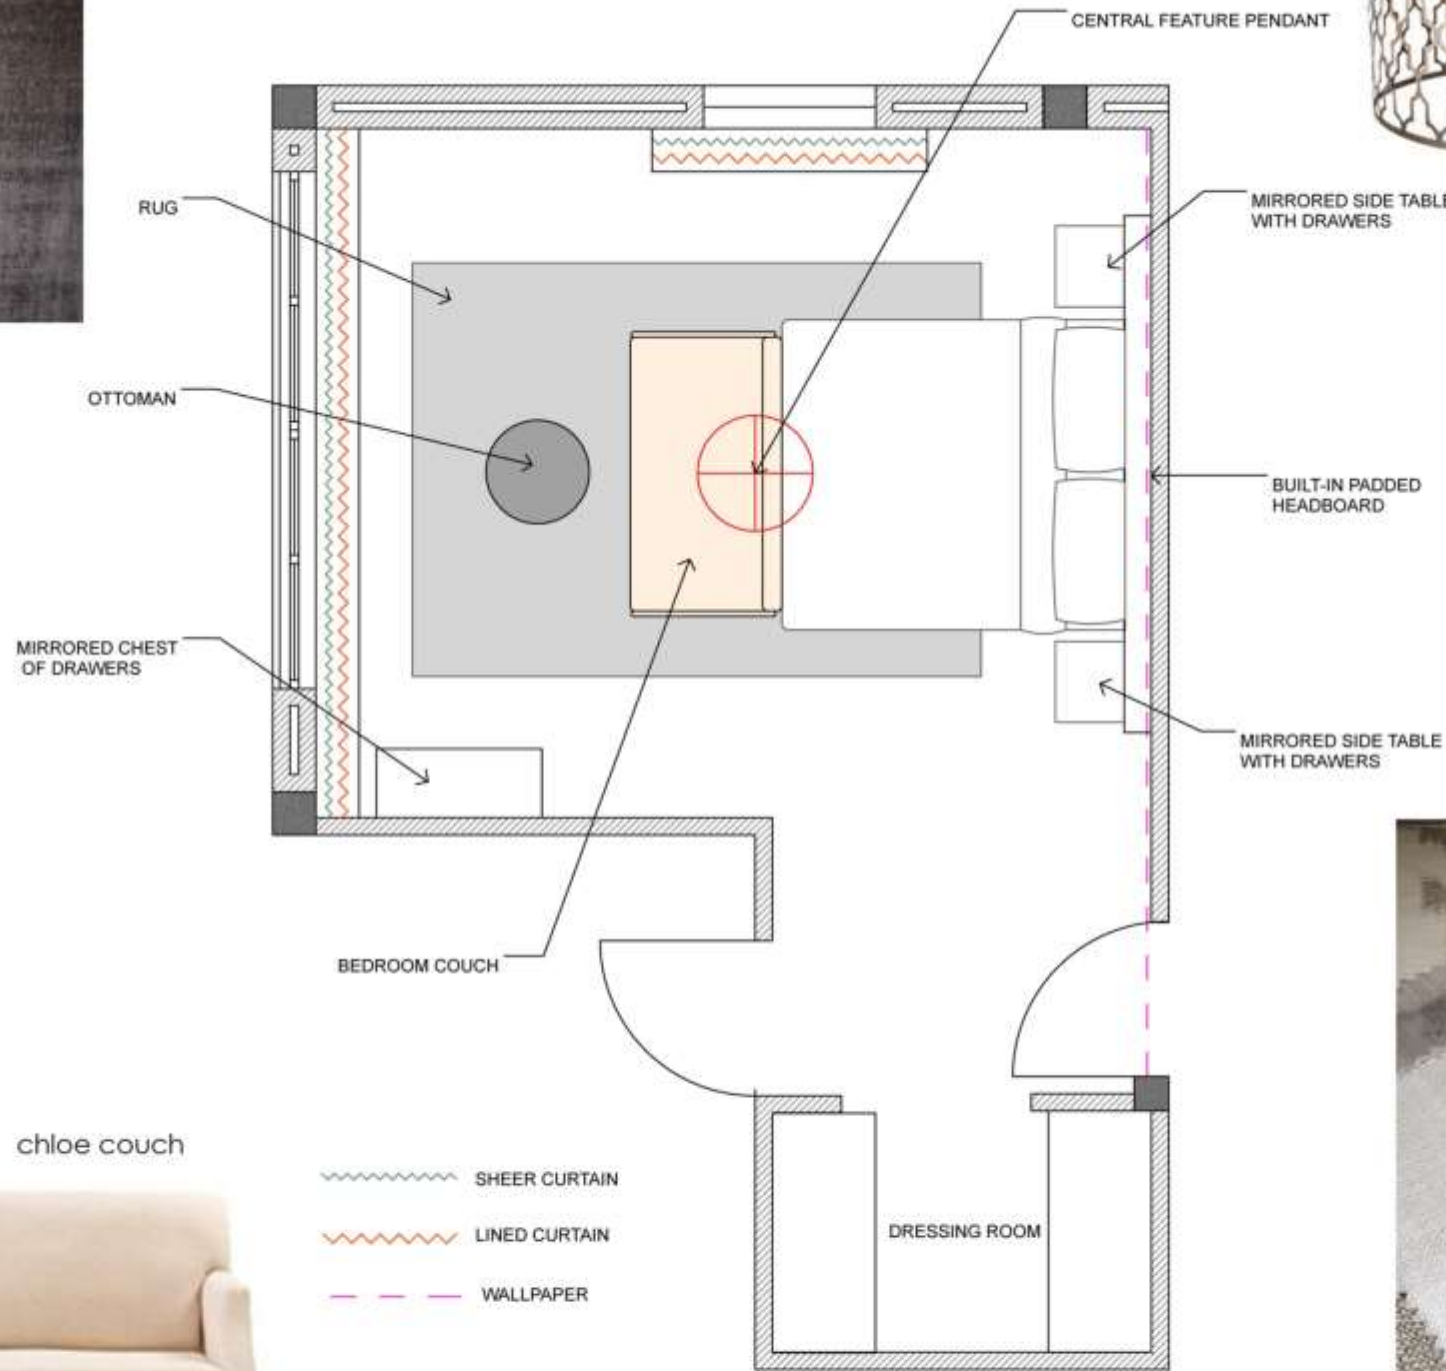 CENTRAL FEATURE PENDANT
MIRRORED SIDE TABLE
WITH DRAWERS
RUG
OTTOMAN
BUILT-IN PADDED
HEADBOARD
MIRRORED CHEST
OF DRAWERS
MIRRORED SIDE TABLE
WITH DRAWERS
BEDROOM COUCH
chloe couch
SHEER CURTAIN
LINED CURTAIN
WALLPAPER
DRESSING ROOM